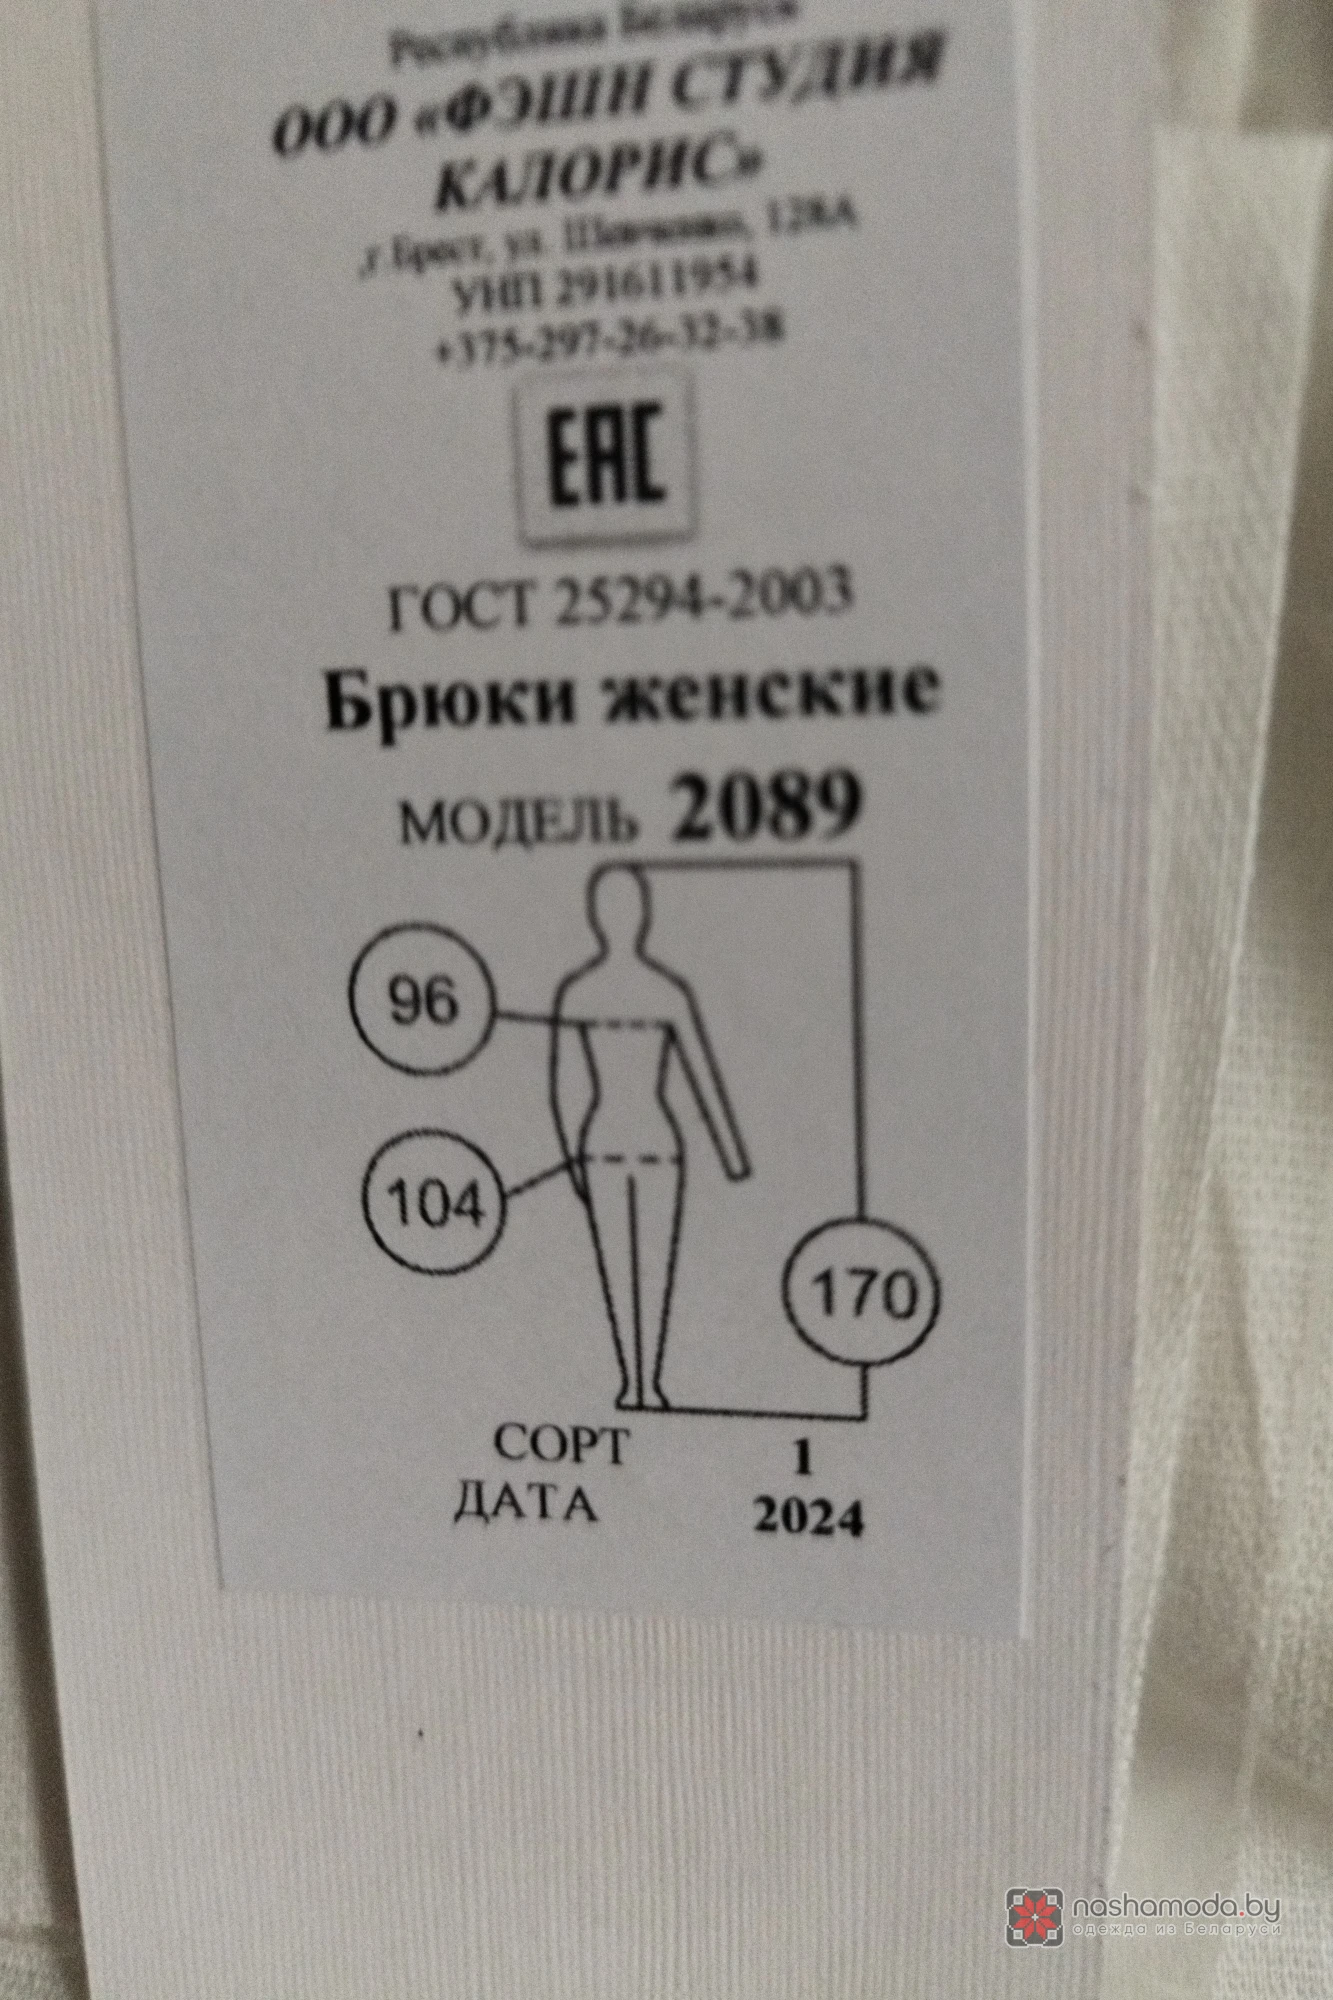 Республика Беларусь
ООО «ФЭШН СТУДИЯ
КАЛОРИС»
г.Брест, ул. Шевченко, 128А
УНП 291611954
+375-297-26-32-38
ЕАС
ГОСТ 25294-2003
Брюки женские
МОДЕЛЬ 2089
96
104
170
СОРТ 1
ДАТА 2024
nashamoda.by
одежда из Беларуси